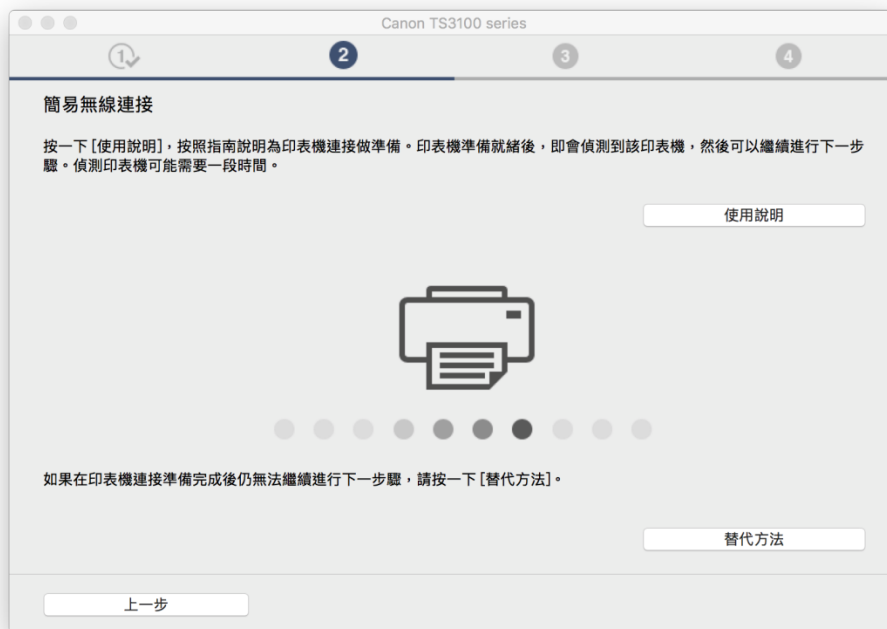 Canon TS3100 series
1
2
3
4
簡易無線連接
按一下[使用說明],按照指南說明為印表機連接做準備。印表機準備就緒後,即會偵測到該印表機,然後可以繼續進行下一步
驟。偵測印表機可能需要一段時間。
使用說明
如果在印表機連接準備完成後仍無法繼續進行下一步驟,請按一下[替代方法]。
替代方法
上一步